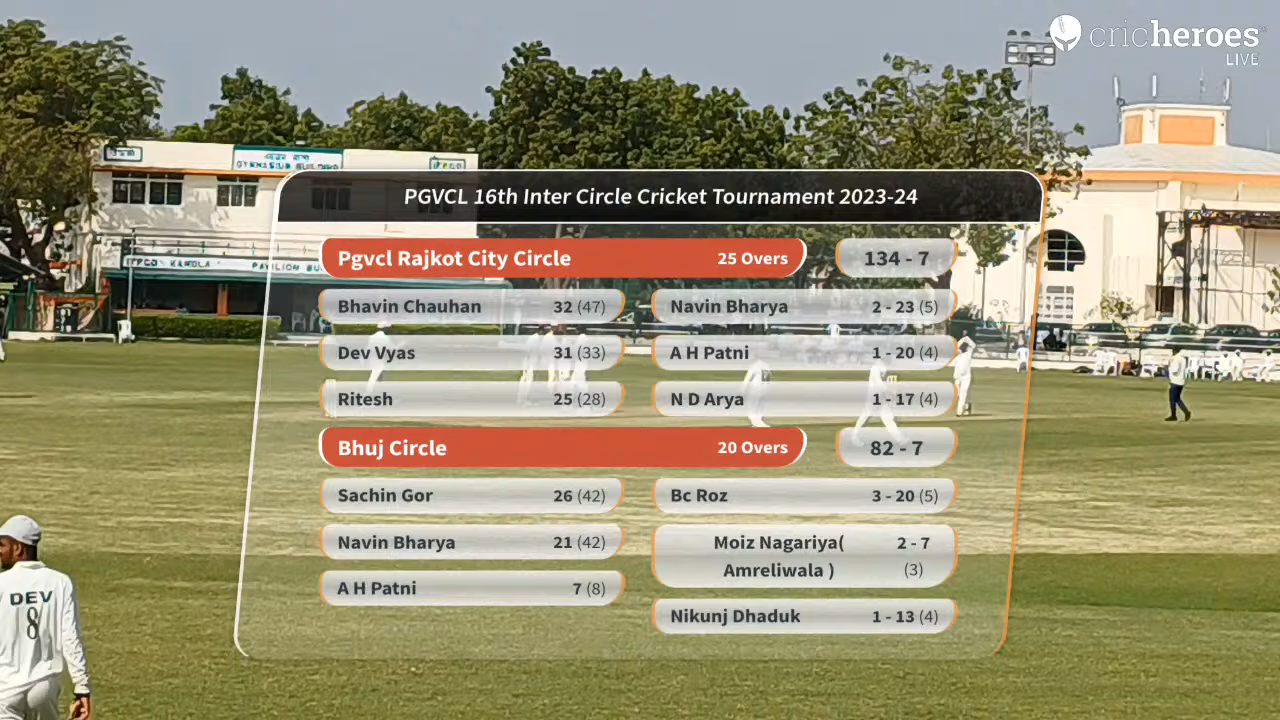 cricheroes
LIVE
PGVCL 16th Inter Circle Cricket Tournament 2023-24
Pgvcl Rajkot City Circle 25 Overs 134 - 7
Bhavin Chauhan 32 (47) Navin Bharya 2 - 23 (5)
Dev Vyas 31 (33) A H Patni 1 - 20 (4)
Ritesh 25 (28) N D Arya 1 - 17 (4)
Bhuj Circle 20 Overs 82 - 7
Sachin Gor 26 (42) Bc Roz 3 - 20 (5)
Navin Bharya 21 (42) Moiz Nagariya( 2 - 7
Amreliwala ) (3)
A H Patni 7 (8)
Nikunj Dhaduk 1 - 13 (4)
DEV
8